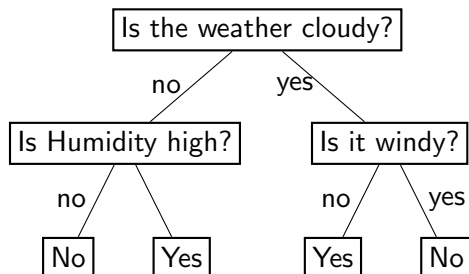 Is the weather cloudy?
no yes
Is Humidity high? Is it windy?
no no yes
No Yes Yes No